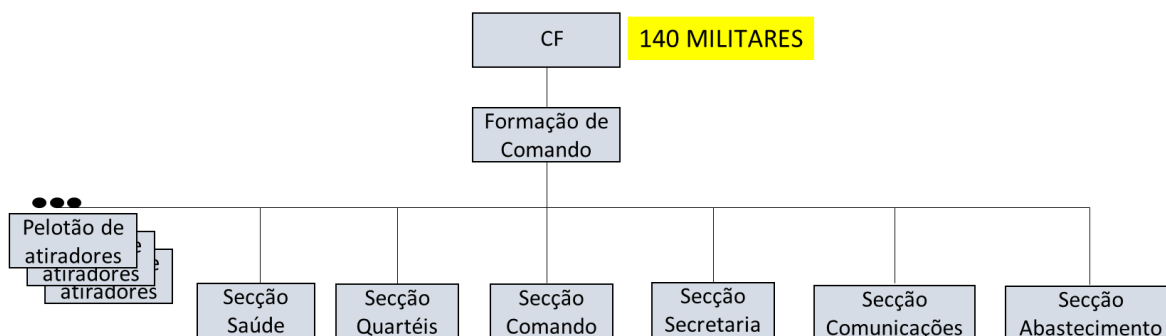 CF
140 MILITARES
Formação de
Comando
Pelotão de
atiradores
e
atiradores
e
atiradores
Secção
Saúde
Secção
Quartéis
Secção
Comando
Secção
Secretaria
Secção
Comunicações
Secção
Abastecimento